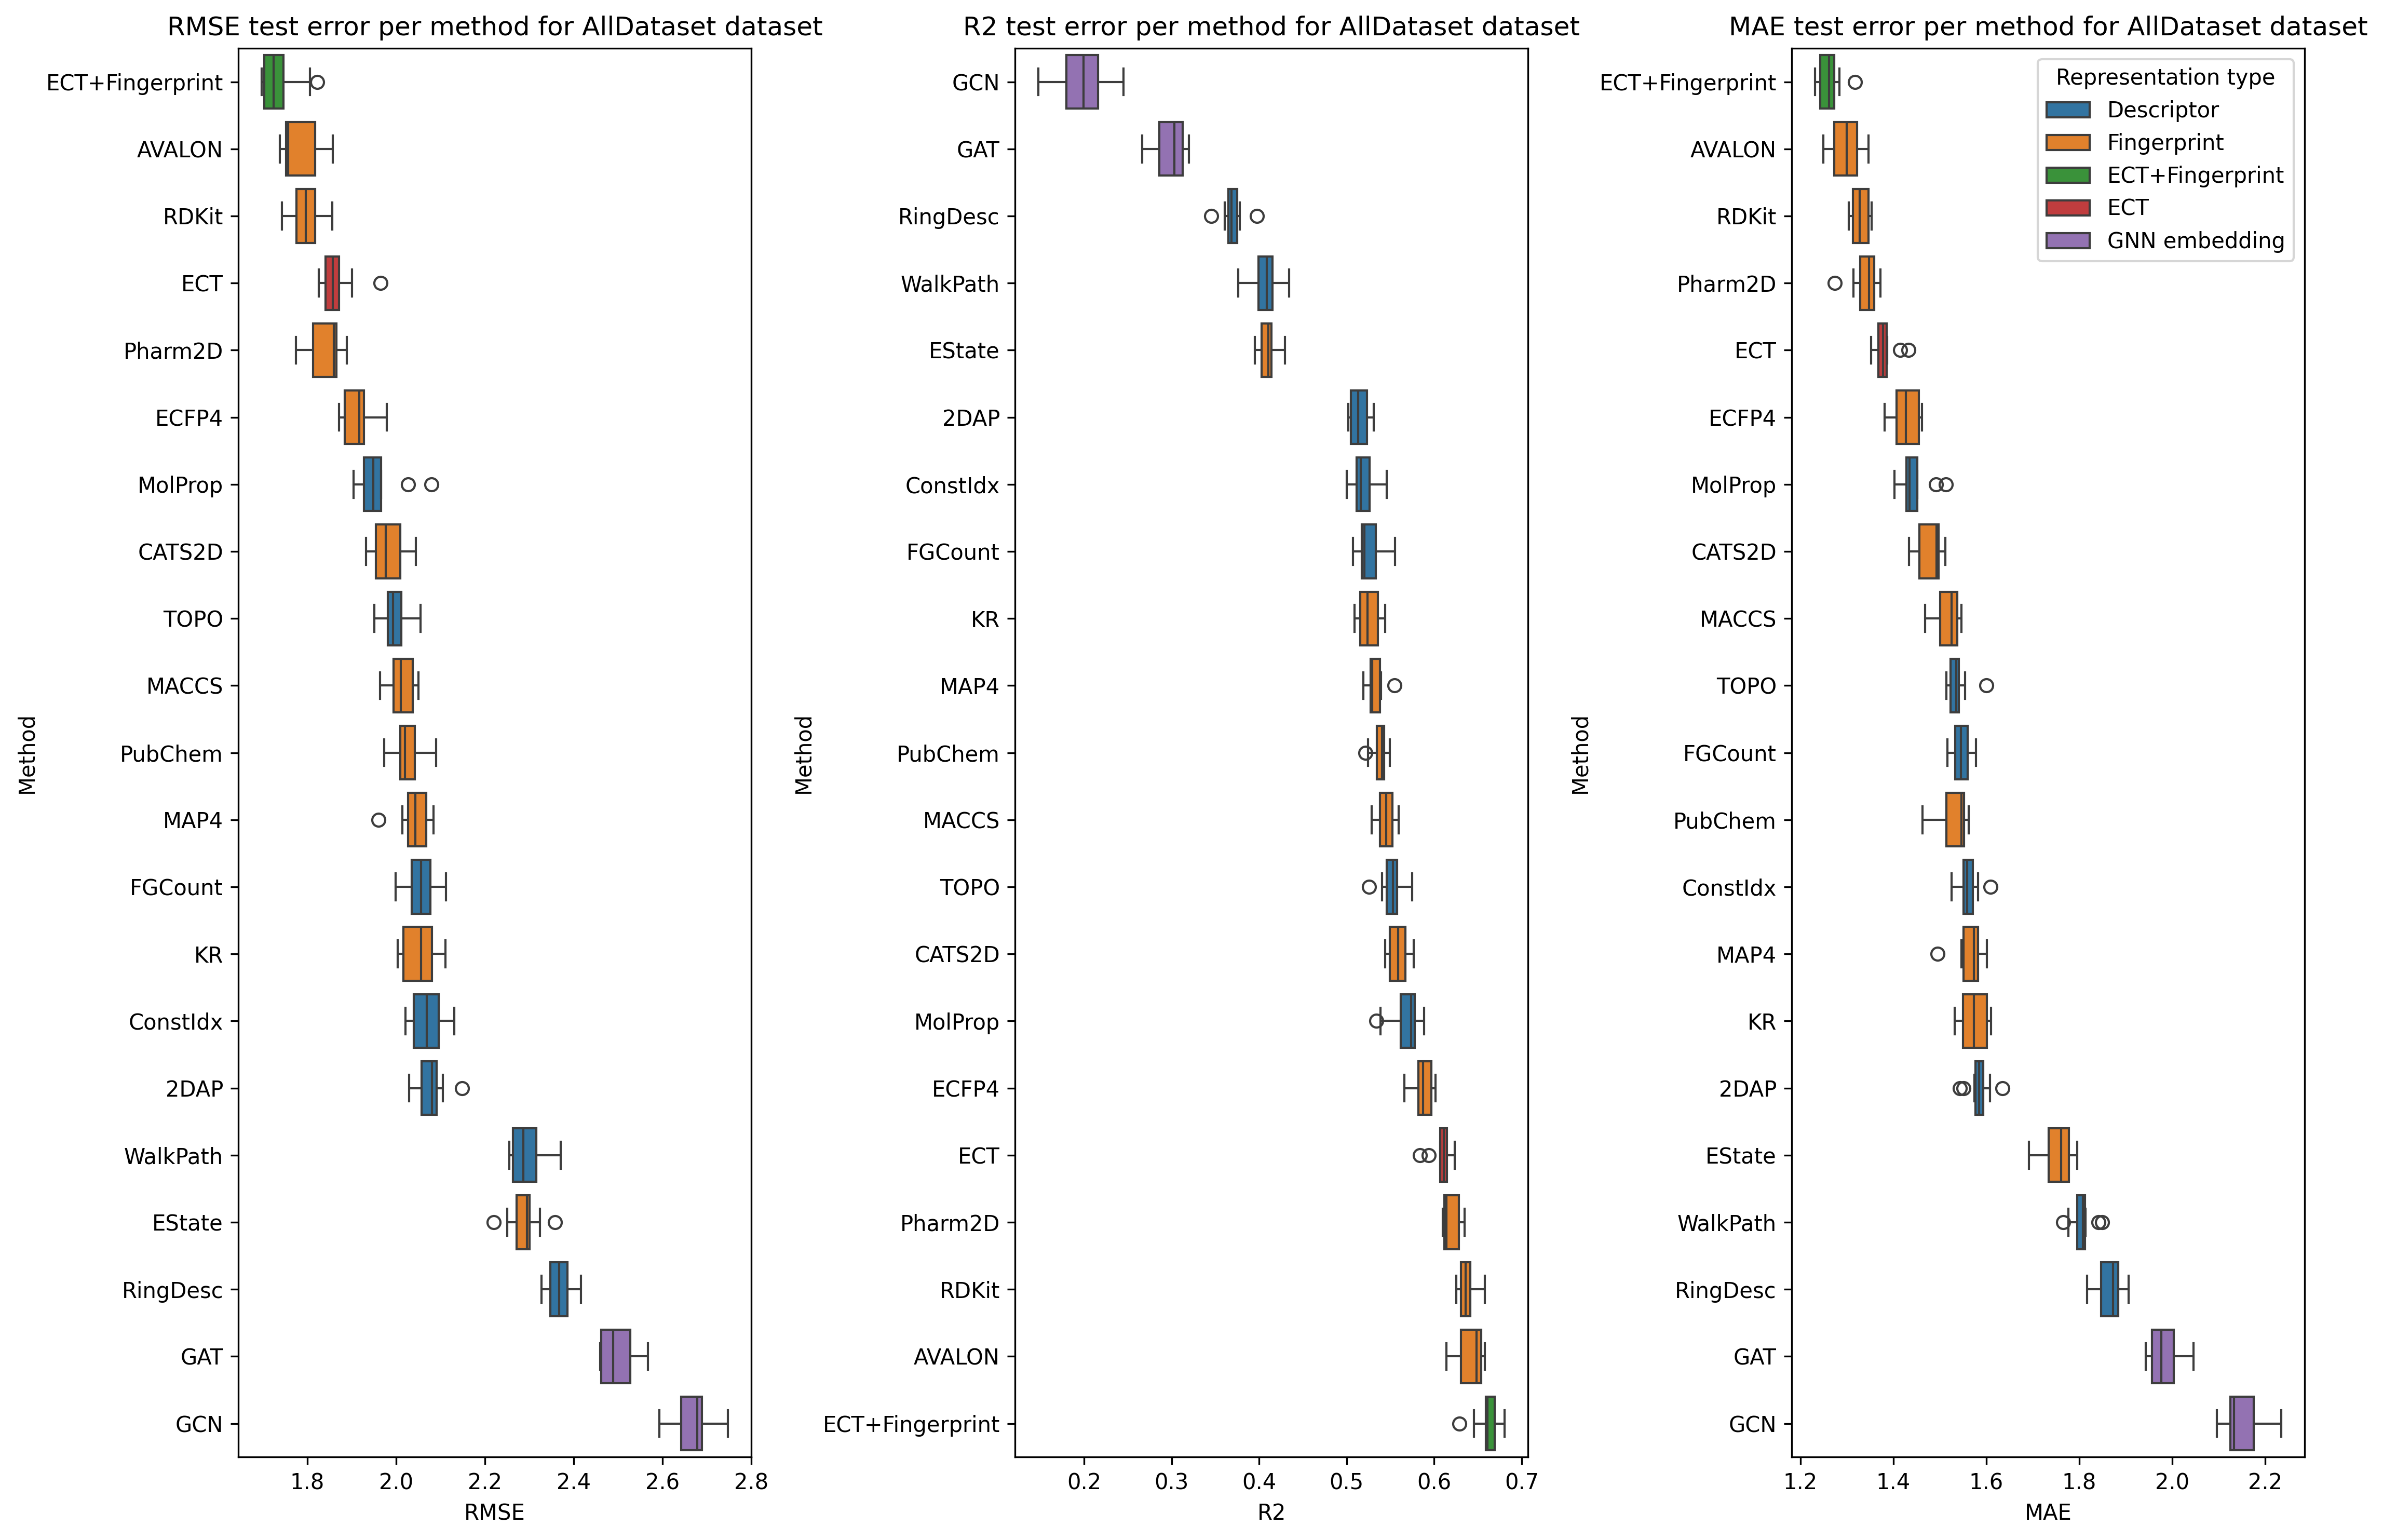 RMSE test error per method for AllDataset dataset
Method
ECT+Fingerprint
AVALON
RDKit
ECT
Pharm2D
ECFP4
MolProp
CATS2D
TOPO
MACCS
PubChem
MAP4
FGCount
KR
ConstIdx
2DAP
WalkPath
EState
RingDesc
GAT
GCN
1.8 2.0 2.2 2.4 2.6 2.8
RMSE
R2 test error per method for AllDataset dataset
Method
GCN
GAT
RingDesc
WalkPath
EState
2DAP
ConstIdx
FGCount
KR
MAP4
PubChem
MACCS
TOPO
CATS2D
MolProp
ECFP4
ECT
Pharm2D
RDKit
AVALON
ECT+Fingerprint
0.2 0.3 0.4 0.5 0.6 0.7
R2
MAE test error per method for AllDataset dataset
Method
ECT+Fingerprint
AVALON
RDKit
Pharm2D
ECT
ECFP4
MolProp
CATS2D
MACCS
TOPO
FGCount
PubChem
ConstIdx
MAP4
KR
2DAP
EState
WalkPath
RingDesc
GAT
GCN
1.2 1.4 1.6 1.8 2.0 2.2
MAE
Representation type
Descriptor
Fingerprint
ECT+Fingerprint
ECT
GNN embedding